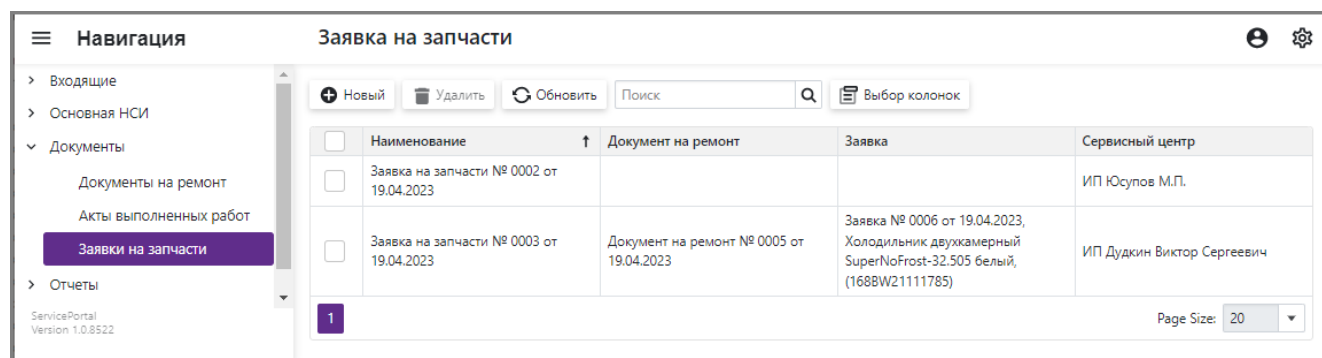 Навигация
Заявка на запчасти
Входящие
Основная НСИ
Документы
Документы на ремонт
Акты выполненных работ
Заявки на запчасти
Отчеты
ServicePortal
Version 1.0.8522
Новый
Удалить
Обновить
Поиск
Выбор колонок
Наименование
Документ на ремонт
Заявка
Сервисный центр
Заявка на запчасти № 0002 от
19.04.2023
ИП Юсупов М.П.
Заявка на запчасти № 0003 от
19.04.2023
Документ на ремонт № 0005 от
19.04.2023
Заявка № 0006 от 19.04.2023,
Холодильник двухкамерный
SuperNoFrost-32.505 белый,
(168BW21111785)
ИП Дудкин Виктор Сергеевич
1
Page Size: 20